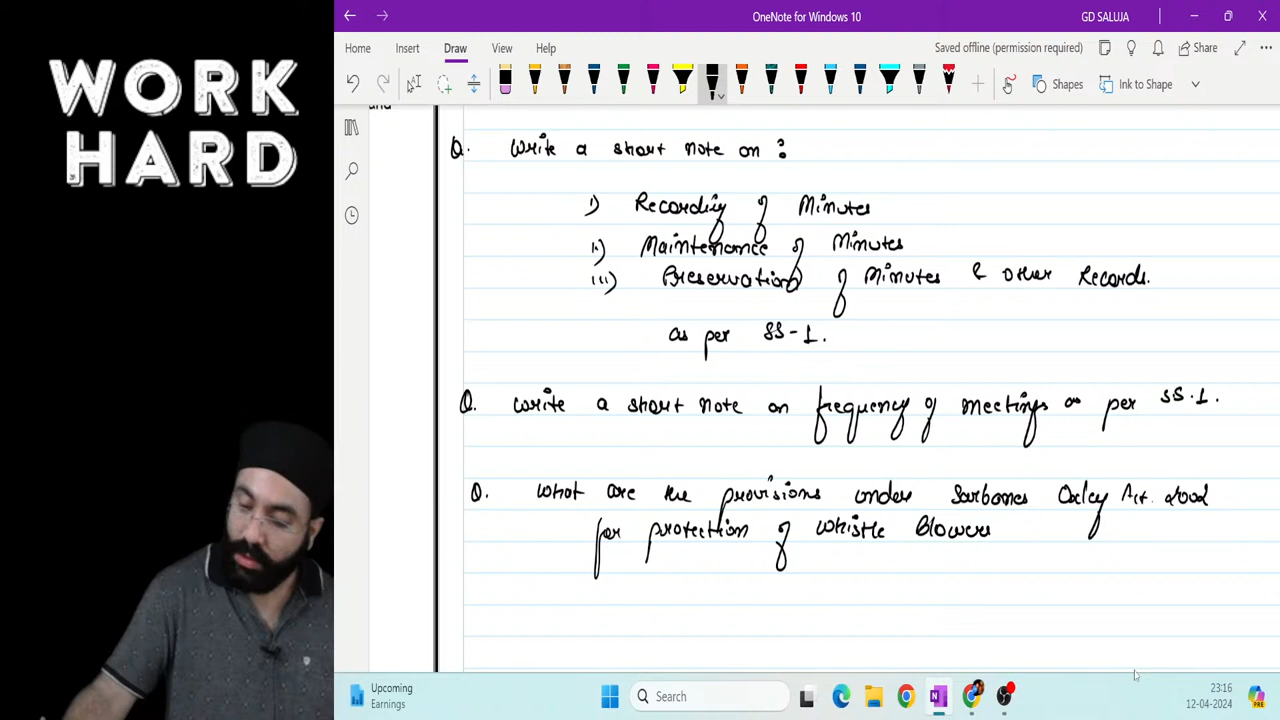 WORK
HARD
OneNote for Windows 10
GD SALUJA
Home Insert Draw View Help
Saved offline (permission required)
Share
Shapes
Ink to Shape
and
Q. Write a short note on :
i) Recording of Minutes
ii) Maintenance of Minutes
iii) Preservation of Minutes & other Records.
as per SS-1.
Q. Write a short note on frequency of meetings as per SS.1.
Q. What are the provisions under Sarbanes Oxley Act. 2002
for protection of whistle Blowers
Upcoming
Earnings
Search
23:16
12-04-2024